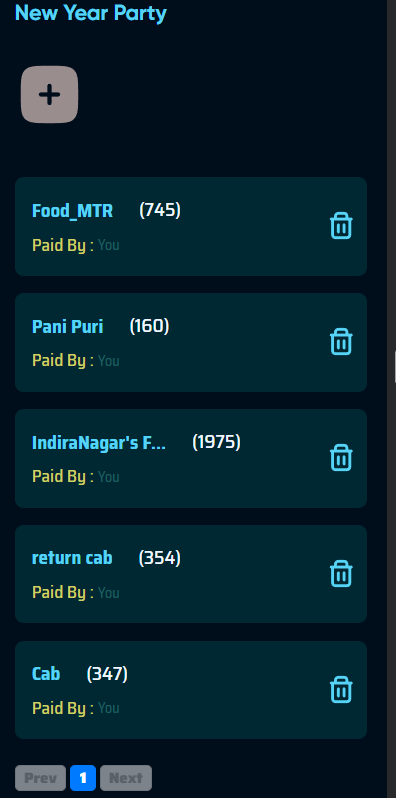 New Year Party
+
Food_MTR (745)
Paid By : You
Pani Puri (160)
Paid By : You
IndiraNagar's F... (1975)
Paid By : You
return cab (354)
Paid By : You
Cab (347)
Paid By : You
Prev 1 Next